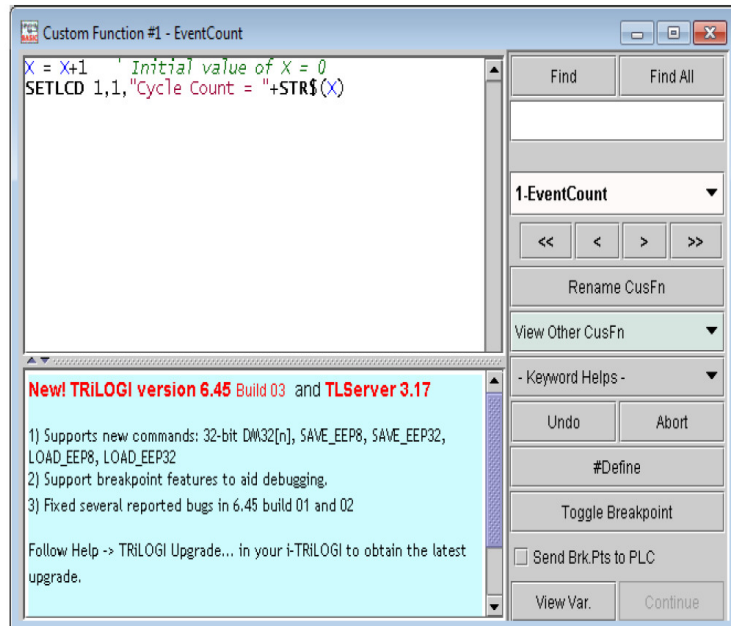 BASIC
Custom Function #1 - EventCount
X = X+1 ' Initial value of X = 0
SETLCD 1,1,"Cycle Count = "+STR$(X)
Find
Find All
1-EventCount
<<
<
>
>>
Rename CusFn
View Other CusFn
- Keyword Helps -
Undo
Abort
#Define
Toggle Breakpoint
Send Brk.Pts to PLC
View Var.
Continue
New! TRiLOGI version 6.45 Build 03 and TLServer 3.17
1) Supports new commands: 32-bit DM32[n], SAVE_EEP8, SAVE_EEP32,
LOAD_EEP8, LOAD_EEP32
2) Support breakpoint features to aid debugging.
3) Fixed several reported bugs in 6.45 build 01 and 02
Follow Help -> TRiLOGI Upgrade... in your i-TRiLOGI to obtain the latest
upgrade.